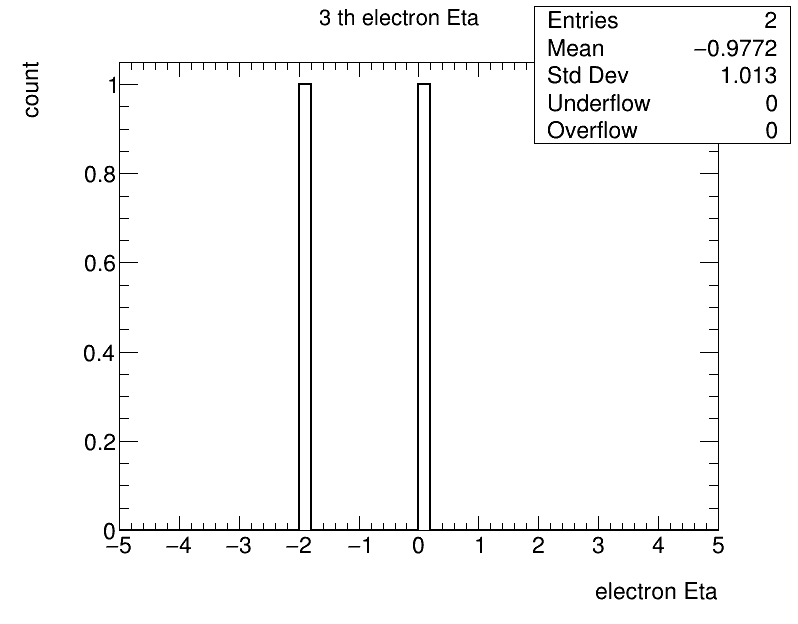 3 th electron Eta
Entries 2
Mean −0.9772
Std Dev 1.013
Underflow 0
Overflow 0
count
1
0.8
0.6
0.4
0.2
0
−5 −4 −3 −2 −1 0 1 2 3 4 5
electron Eta